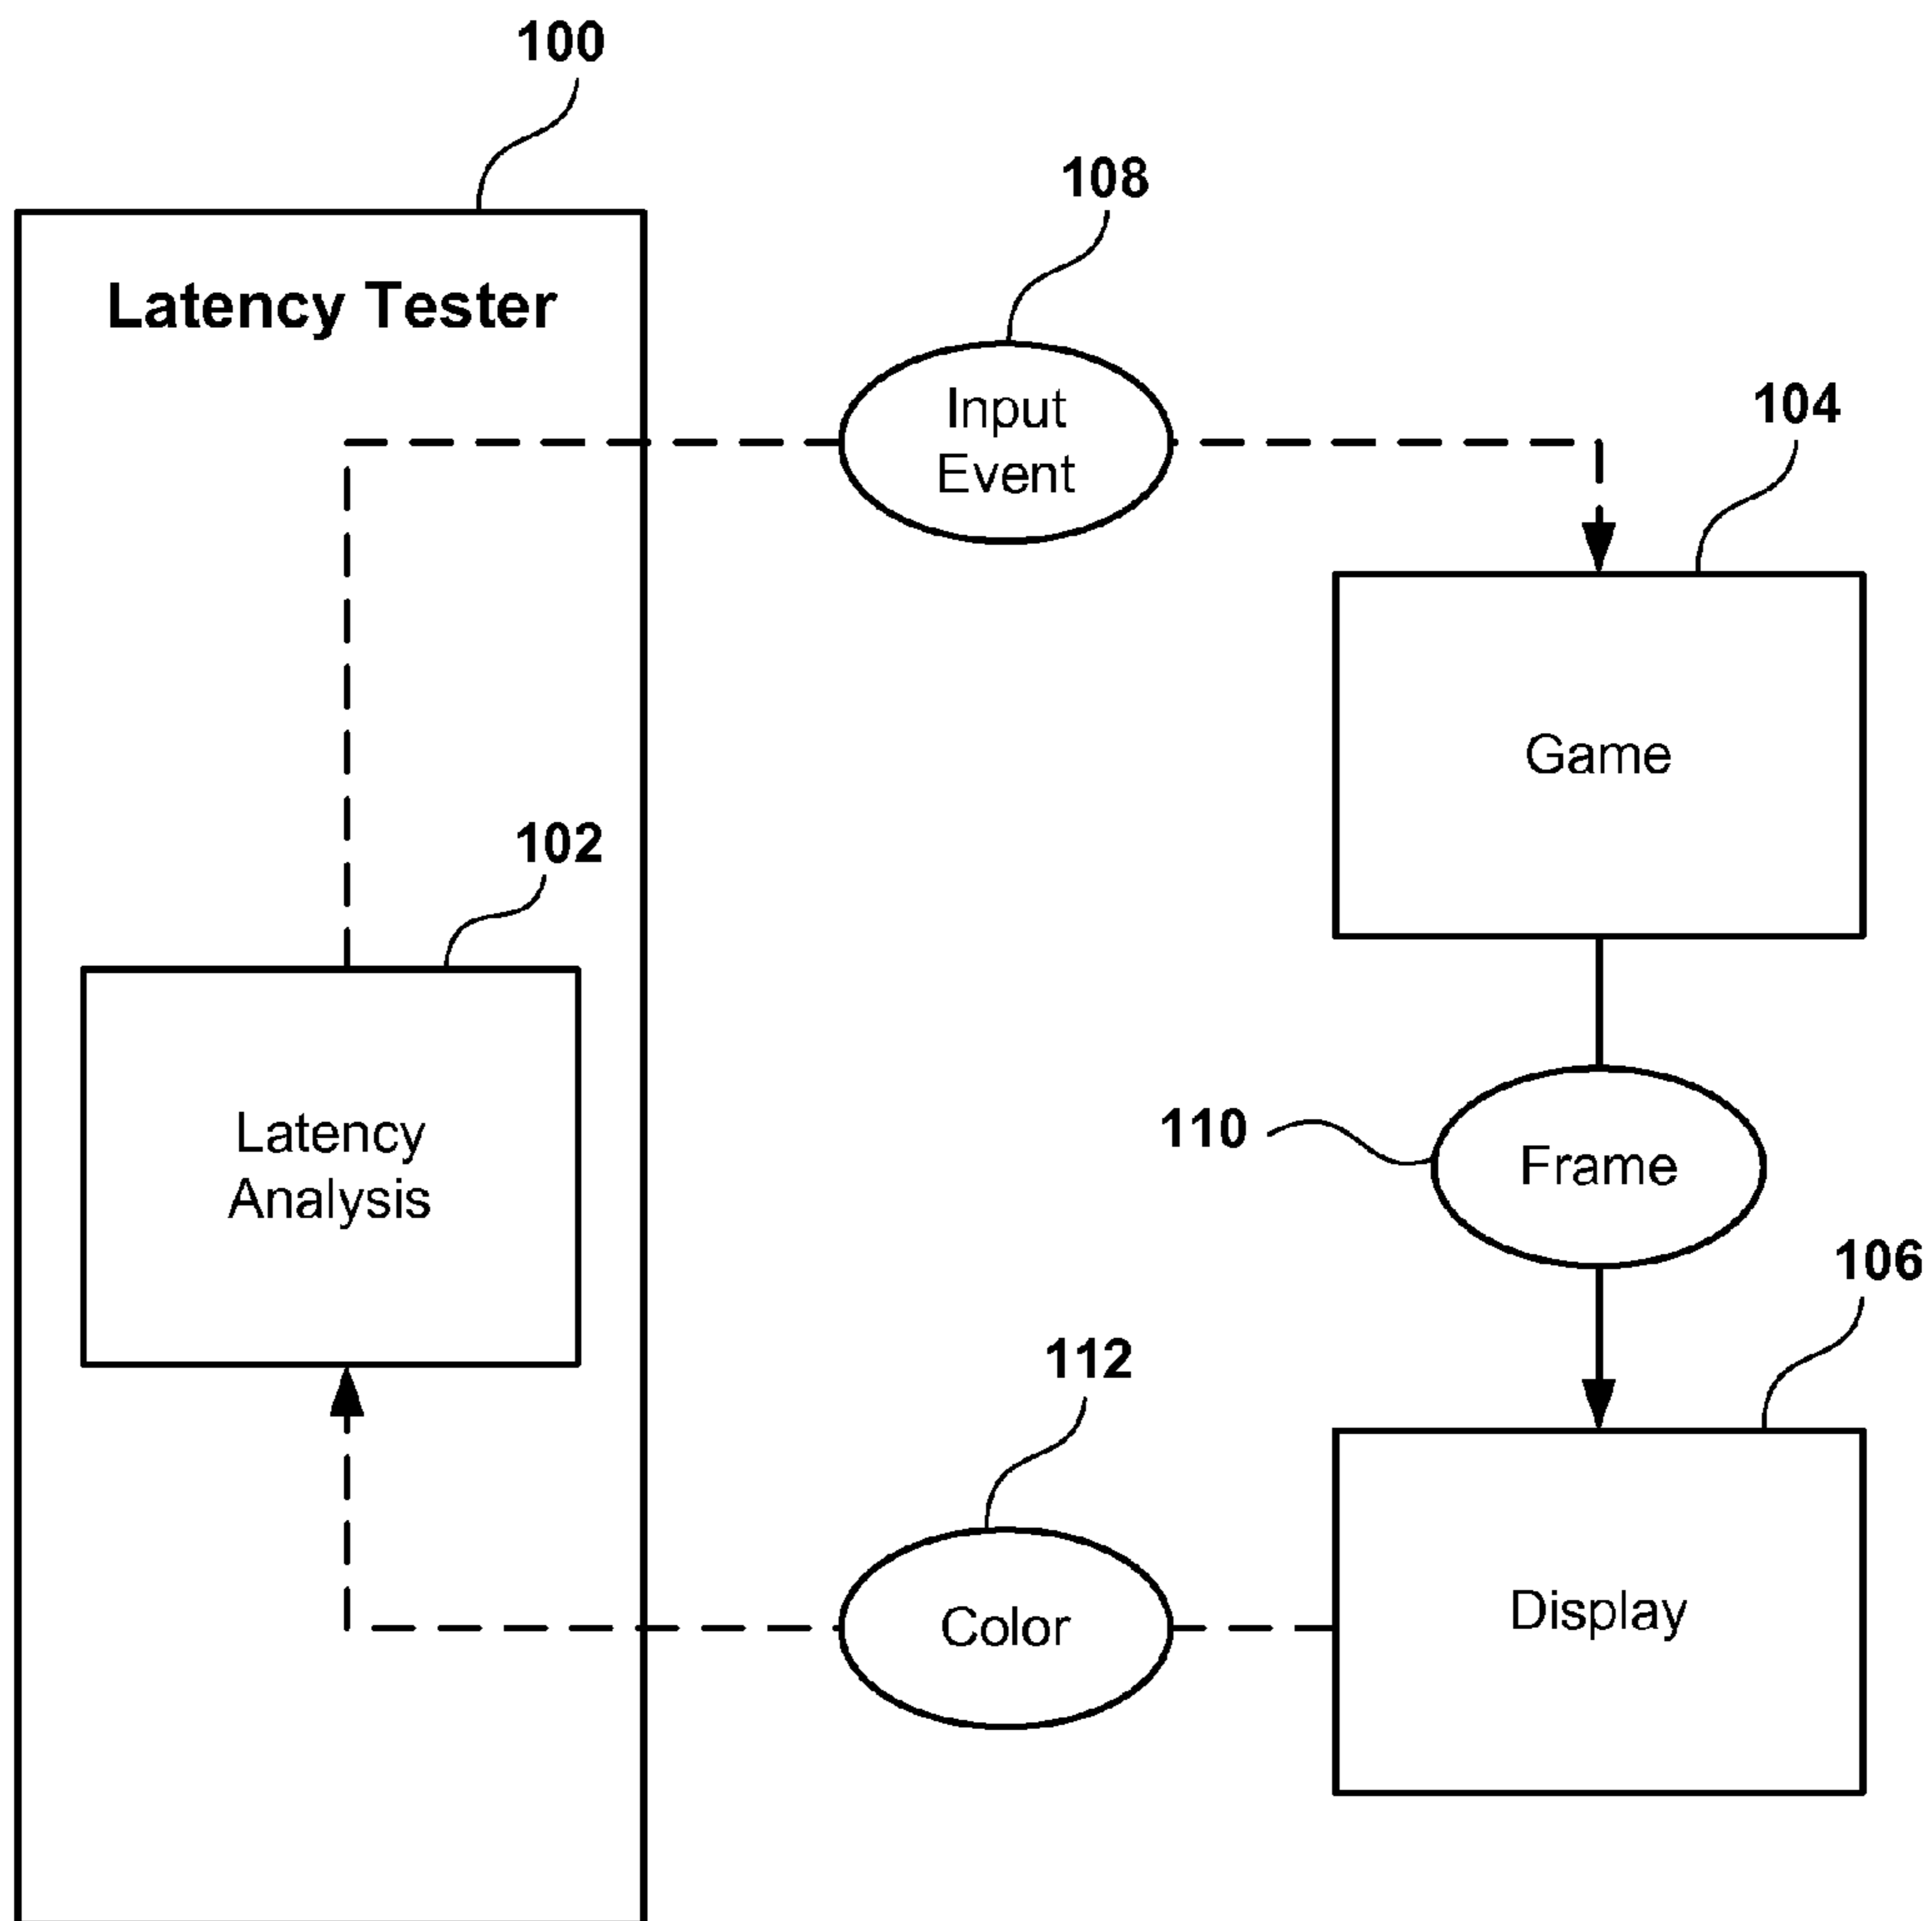 100
108
Latency Tester
104
Input
Event
Game
102
Latency
Analysis
110
Frame
106
112
Color
Display